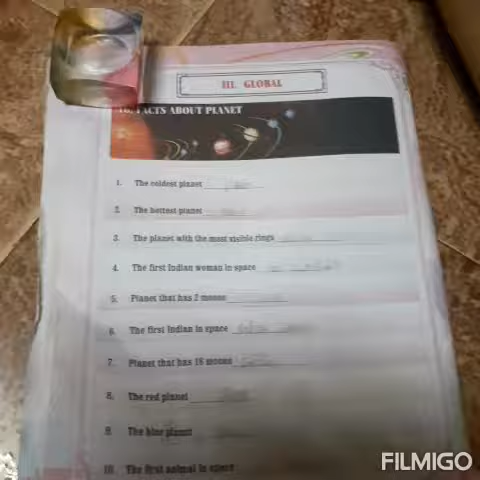 III. GLOBAL
FACTS ABOUT PLANET
1. The coldest planet
2. The hottest planet
3. The planet with the most visible rings
4. The first Indian woman in space
5. Planet that has 2 moons
6. The first Indian in space
7. Planet that has 18 moons
8. The red planet
9. The blue planet
10. The first animal in space
FILMIGO